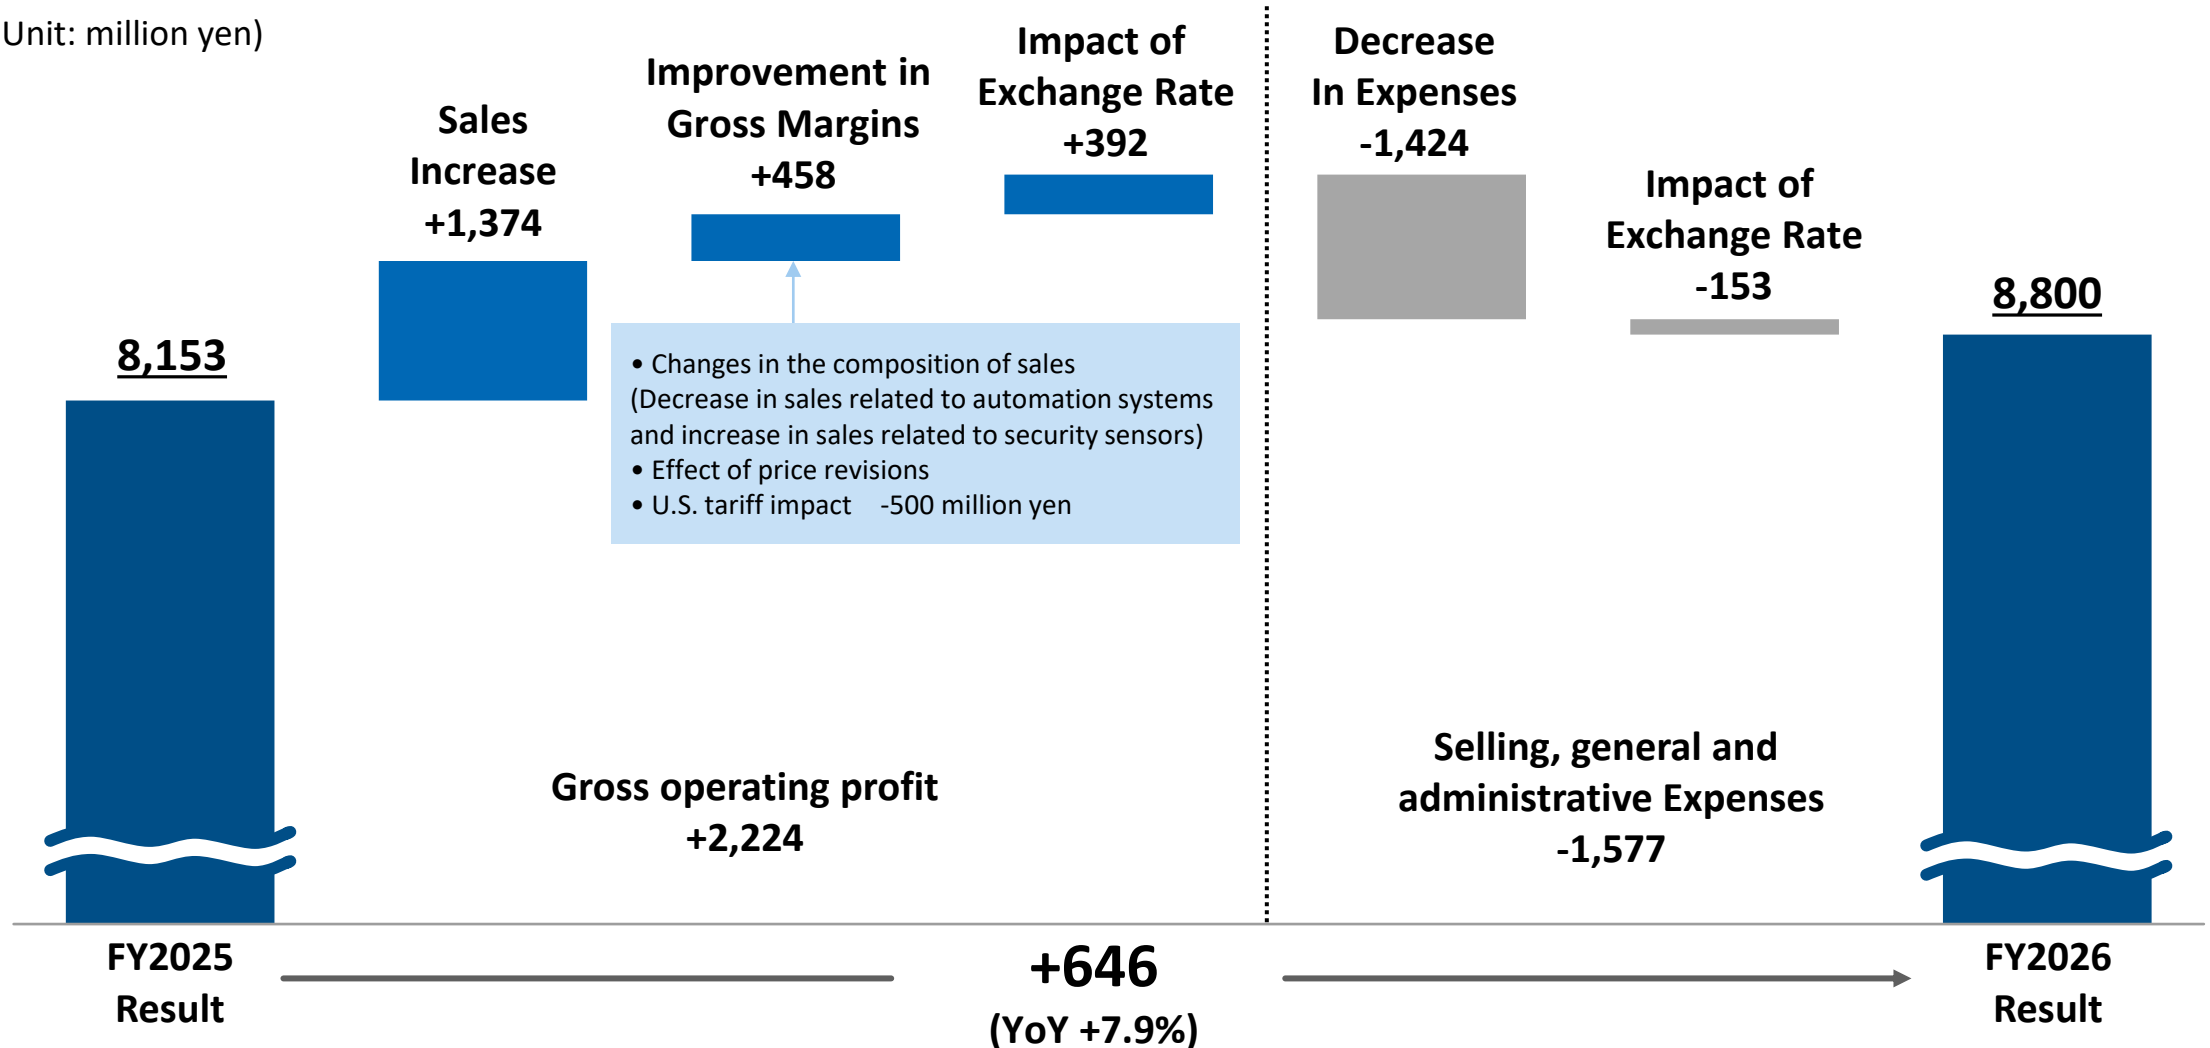 Unit: million yen)
Sales
Increase
+1,374
Improvement in
Gross Margins
+458
Impact of
Exchange Rate
+392
Decrease
In Expenses
-1,424
Impact of
Exchange Rate
-153
8,153
8,800
• Changes in the composition of sales
(Decrease in sales related to automation systems
and increase in sales related to security sensors)
• Effect of price revisions
• U.S. tariff impact -500 million yen
Gross operating profit
+2,224
Selling, general and
administrative Expenses
-1,577
FY2025
Result
+646
(YoY +7.9%)
FY2026
Result